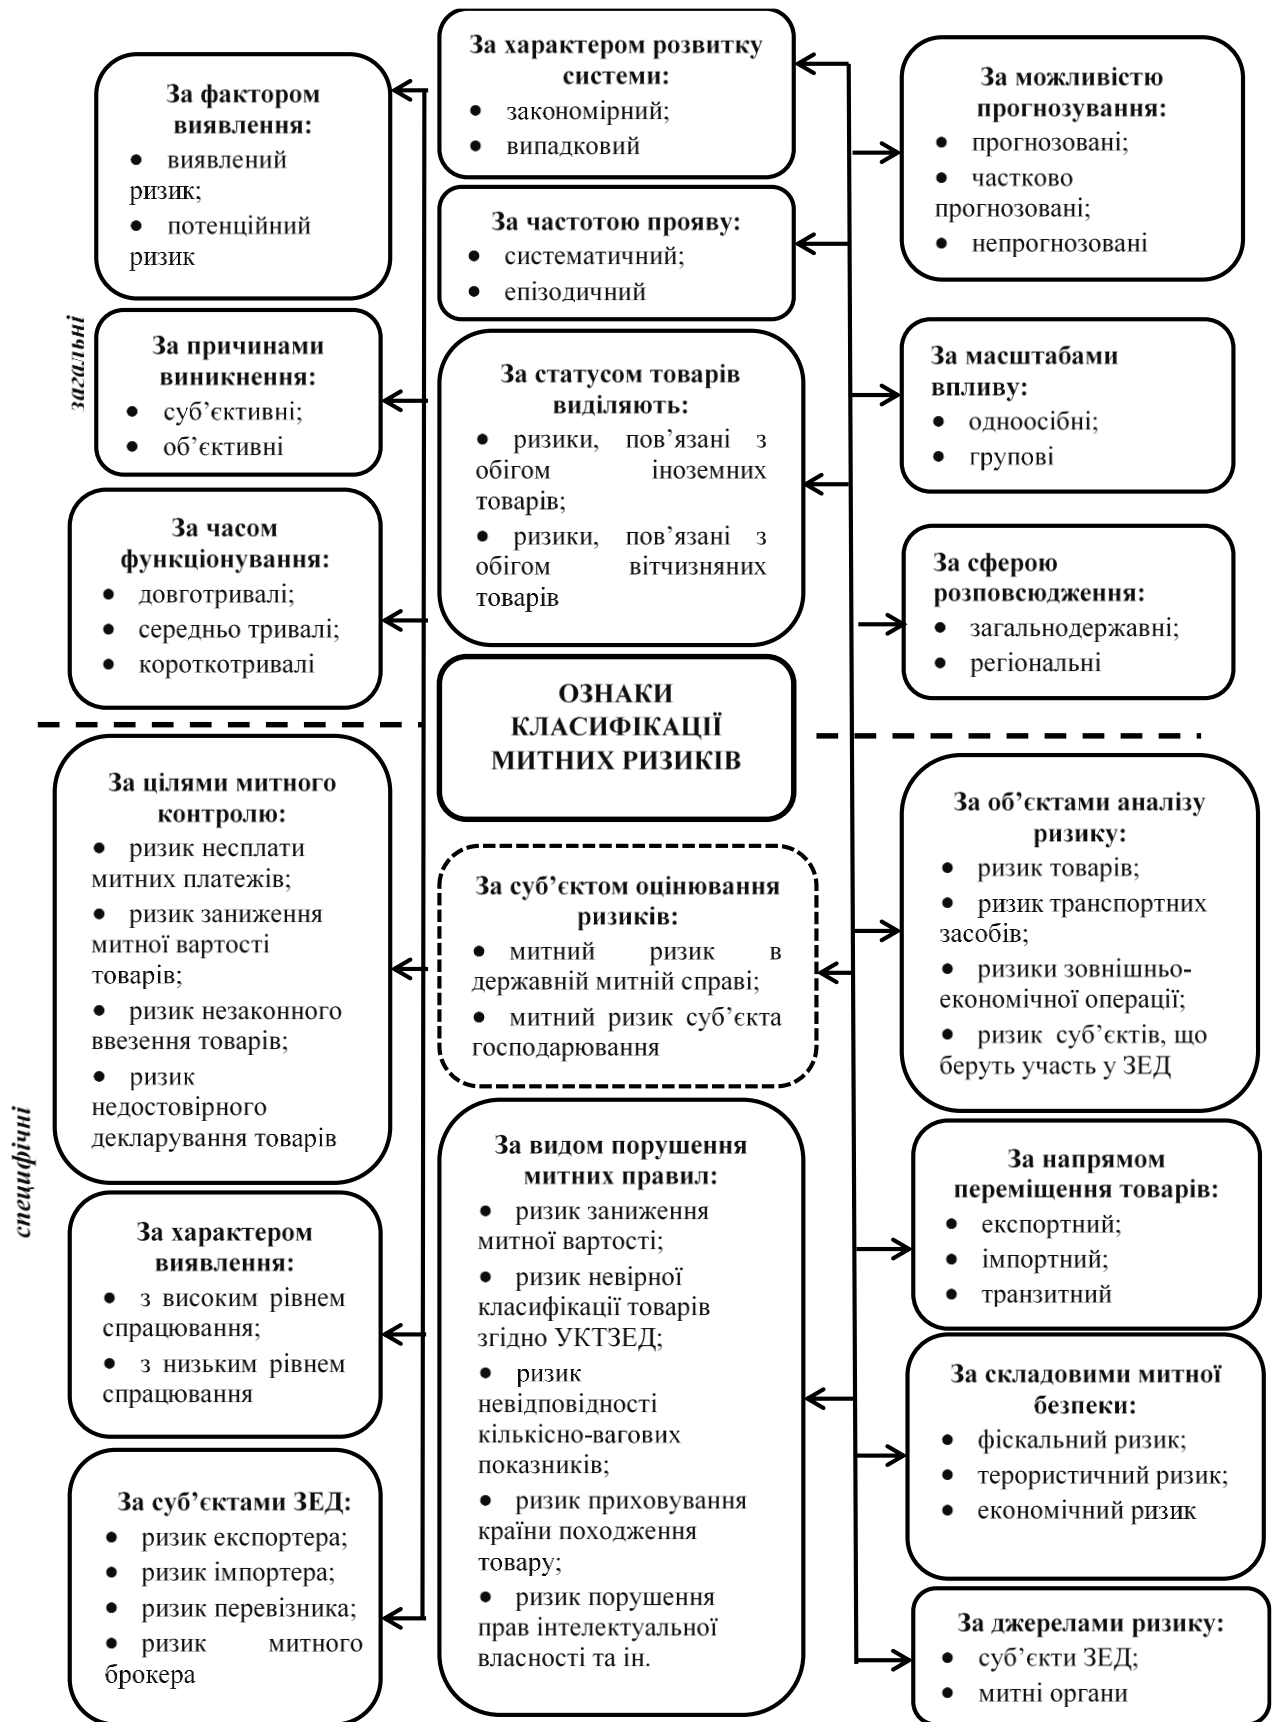 За характером розвитку
системи:
● закономірний;
● випадковий
За фактором
виявлення:
● виявлений
ризик;
● потенційний
ризик
За можливістю
прогнозування:
● прогнозовані;
● частково
прогнозовані;
● непрогнозовані
За частотою прояву:
● систематичний;
● епізодичний
загальні
За причинами
виникнення:
● суб’єктивні;
● об’єктивні
За статусом товарів
виділяють:
● ризики, пов’язані з
обігом іноземних
товарів;
● ризики, пов’язані з
обігом вітчизняних
товарів
За масштабами
впливу:
● одноосібні;
● групові
За часом
функціонування:
● довготривалі;
● середньо тривалі;
● короткотривалі
За сферою
розповсюдження:
● загальнодержавні;
● регіональні
ОЗНАКИ
КЛАСИФІКАЦІЇ
МИТНИХ РИЗИКІВ
специфічні
За цілями митного
контролю:
● ризик несплати
митних платежів;
● ризик заниження
митної вартості
товарів;
● ризик незаконного
ввезення товарів;
● ризик
недостовірного
декларування товарів
За суб’єктом оцінювання
ризиків:
● митний ризик в
державній митній справі;
● митний ризик суб’єкта
господарювання
За об’єктами аналізу
ризику:
● ризик товарів;
● ризик транспортних
засобів;
● ризики зовнішньо-
економічної операції;
● ризик суб’єктів, що
беруть участь у ЗЕД
За характером
виявлення:
● з високим рівнем
спрацювання;
● з низьким рівнем
спрацювання
За видом порушення
митних правил:
● ризик заниження
митної вартості;
● ризик невірної
класифікації товарів
згідно УКТЗЕД;
● ризик
невідповідності
кількісно-вагових
показників;
● ризик приховування
країни походження
товару;
● ризик порушення
прав інтелектуальної
власності та ін.
За напрямом
переміщення товарів:
● експортний;
● імпортний;
● транзитний
За складовими митної
безпеки:
● фіскальний ризик;
● терористичний ризик;
● економічний ризик
За суб’єктами ЗЕД:
● ризик експортера;
● ризик імпортера;
● ризик перевізника;
● ризик митного
брокера
За джерелами ризику:
● суб’єкти ЗЕД;
● митні органи